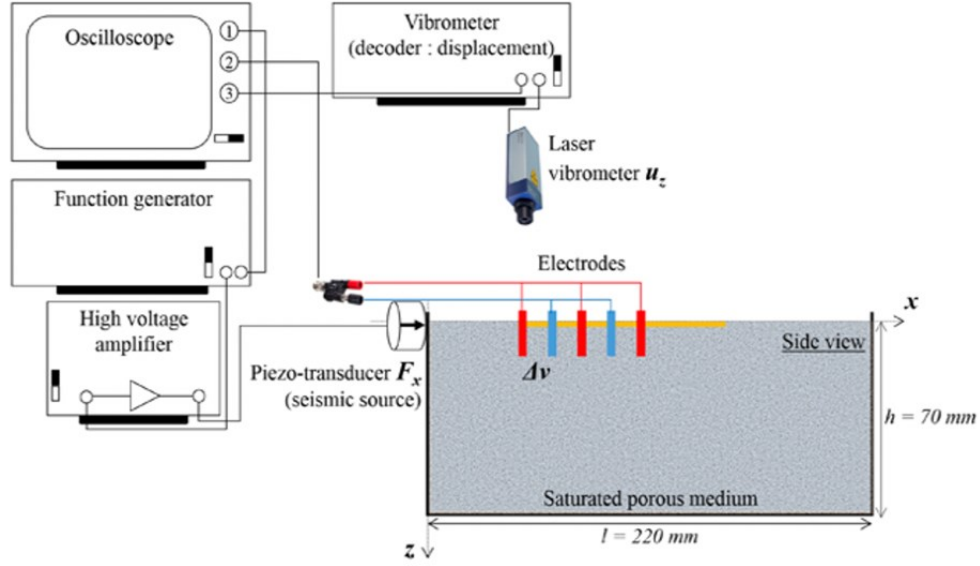 Oscilloscope
1
2
3
Vibrometer
(decoder : displacement)
Laser
vibrometer u_z
Function generator
Electrodes
High voltage
amplifier
x
Side view
Piezo-transducer F_x
(seismic source)
Δv
h = 70 mm
Saturated porous medium
l = 220 mm
z